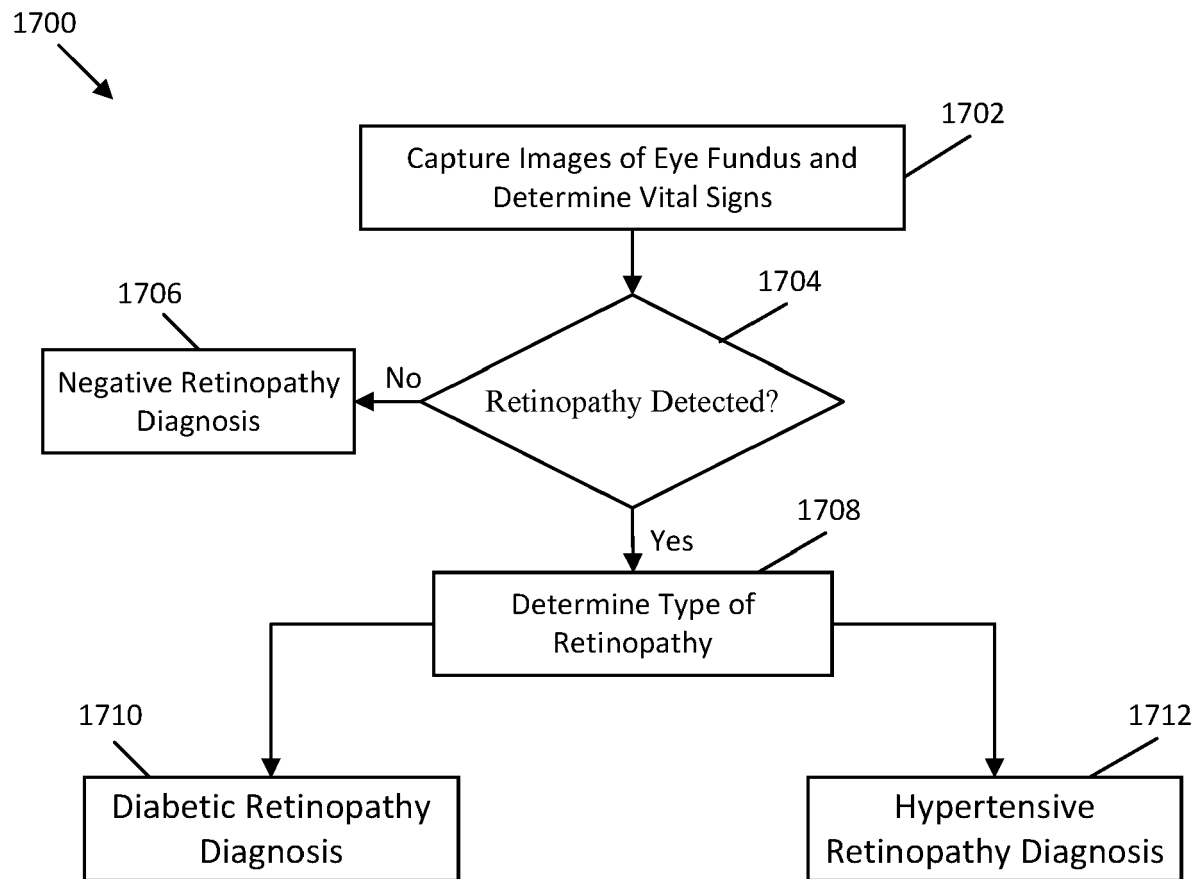 1700
1702
Capture Images of Eye Fundus and
Determine Vital Signs
1704
1706
Retinopathy Detected?
No
Negative Retinopathy
Diagnosis
Yes
1708
Determine Type of
Retinopathy
1710
Diabetic Retinopathy
Diagnosis
1712
Hypertensive
Retinopathy Diagnosis